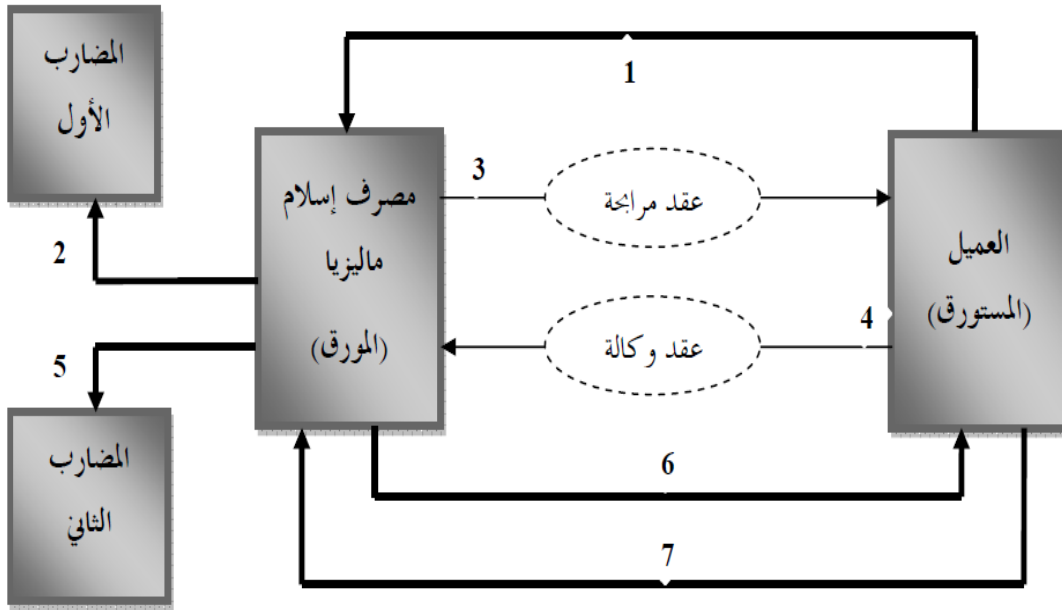 المضارب
الأول
1
مصرف إسلام
ماليزيا
(المورق)
3
عقد مرابحة
العميل
(المستورق)
2
4
عقد وكالة
5
المضارب
الثاني
6
7